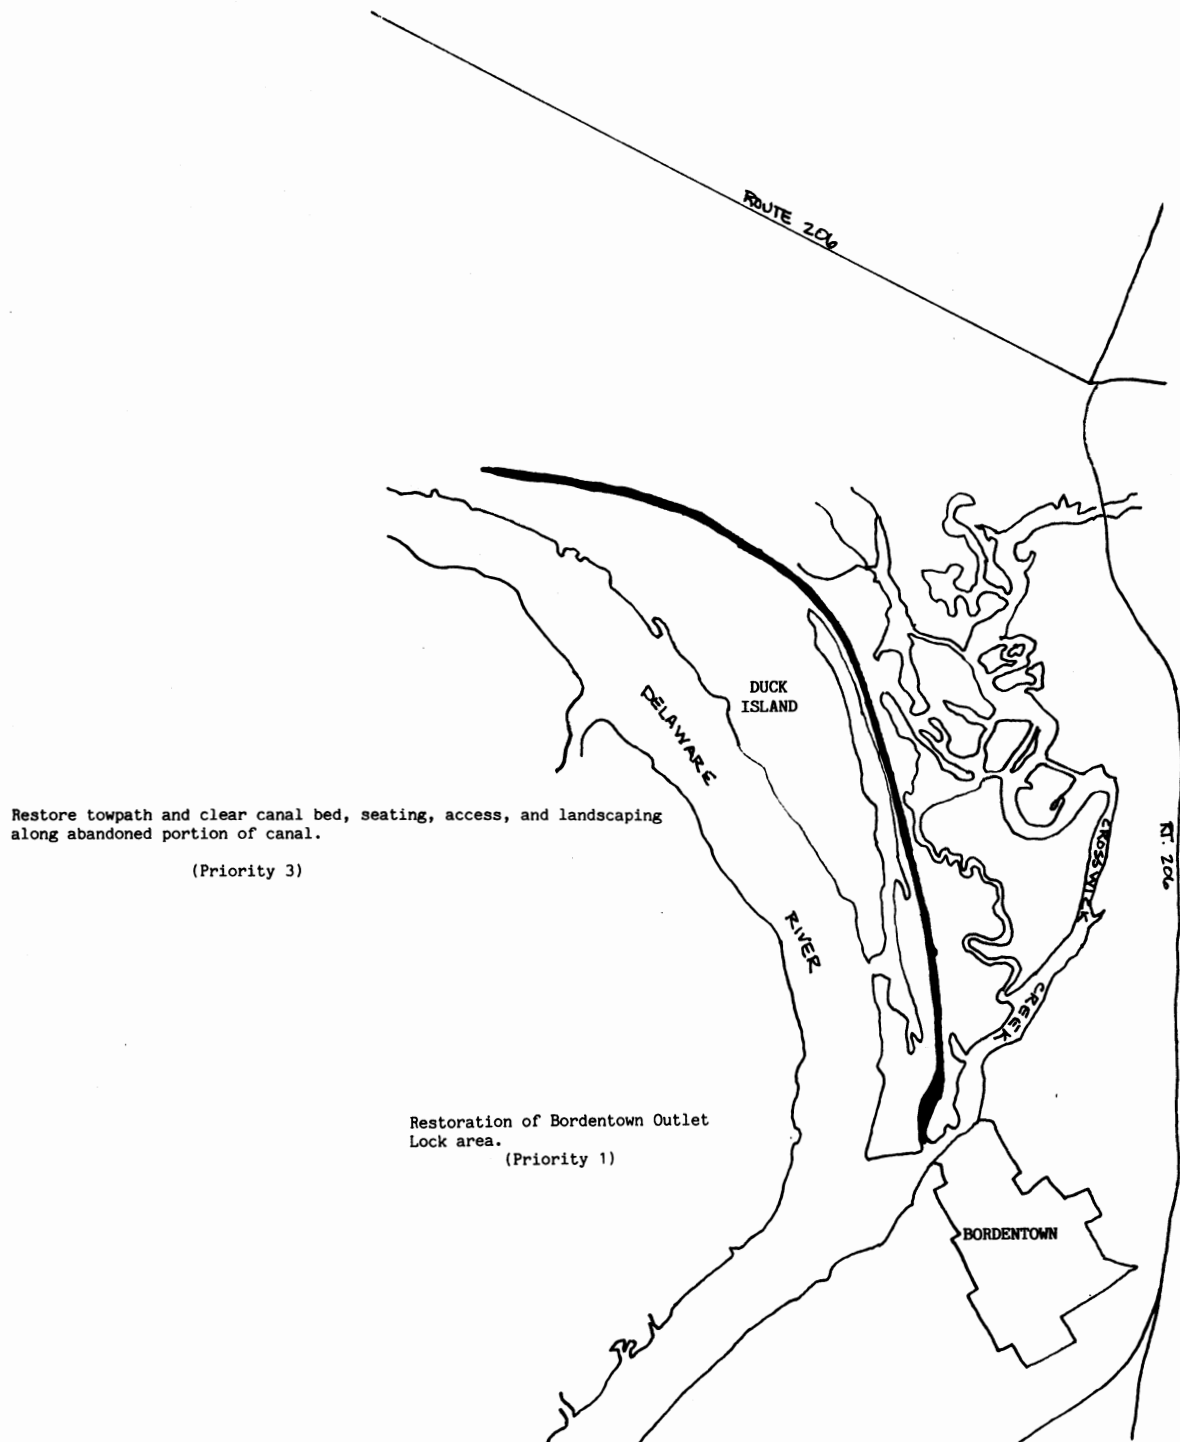 ROUTE 206
DUCK
ISLAND
DELAWARE
RIVER
Restore towpath and clear canal bed, seating, access, and landscaping
along abandoned portion of canal.
(Priority 3)
CROSSWICK
CREEK
RT. 206
Restoration of Bordentown Outlet
Lock area.
(Priority 1)
BORDENTOWN